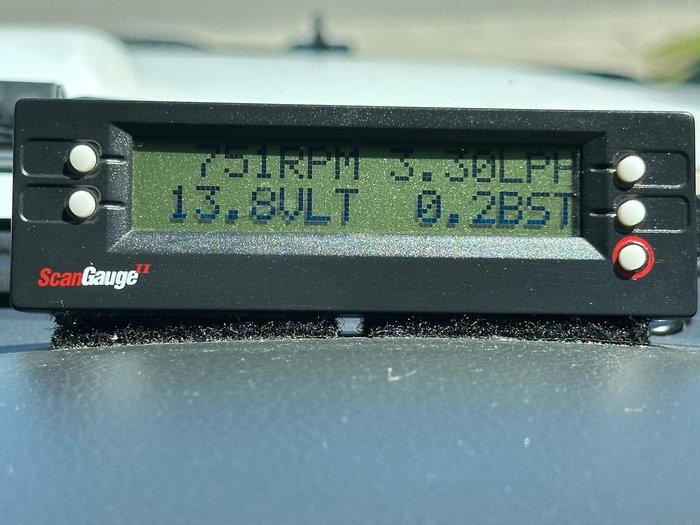 751RPM 3.30LPH
13.8VLT 0.2BST
ScanGauge II